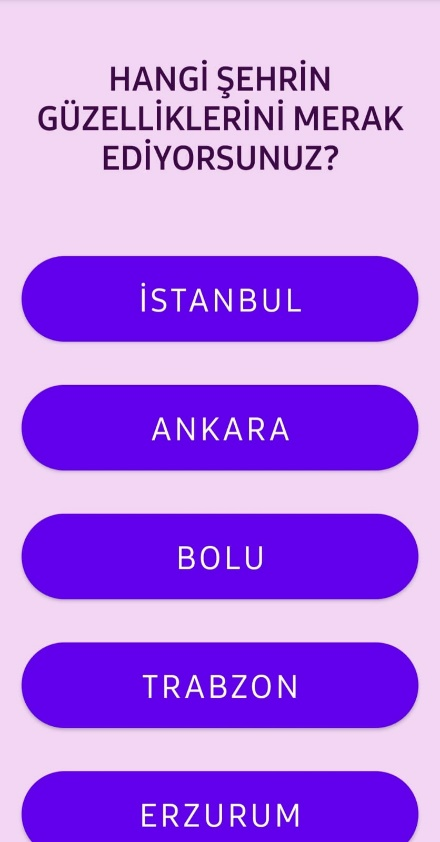 HANGİ ŞEHRİN
GÜZELLİKLERİNİ MERAK
EDİYORSUNUZ?
İSTANBUL
ANKARA
BOLU
TRABZON
ERZURUM